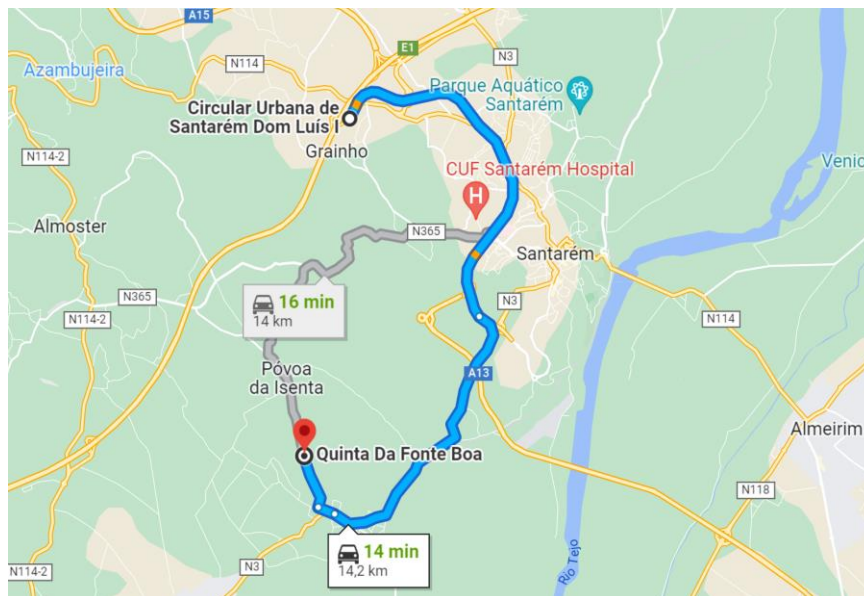 A15
E1
N3
N114
Azambujeira
Parque Aquático
Santarém
Circular Urbana de
Santarém Dom Luís I
Grainho
CUF Santarém Hospital
H
N114-2
Venic
Almoster
N365
Santarém
N365
16 min
14 km
N3
N114
N114-2
Póvoa
da Isenta
A13
Almeirim
Quinta Da Fonte Boa
N118
14 min
14,2 km
N3
N114-2
Rio Tejo